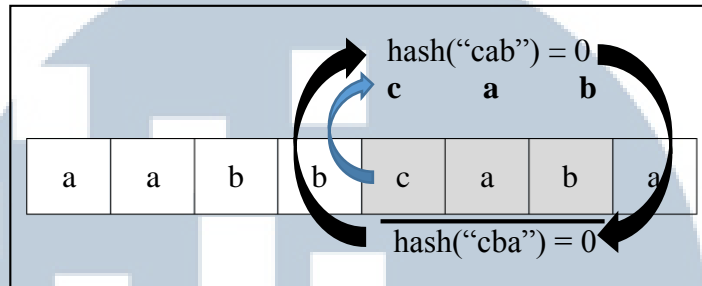 hash(“cab”) = 0
c a b
a a b b c a b a
hash(“cba”) = 0